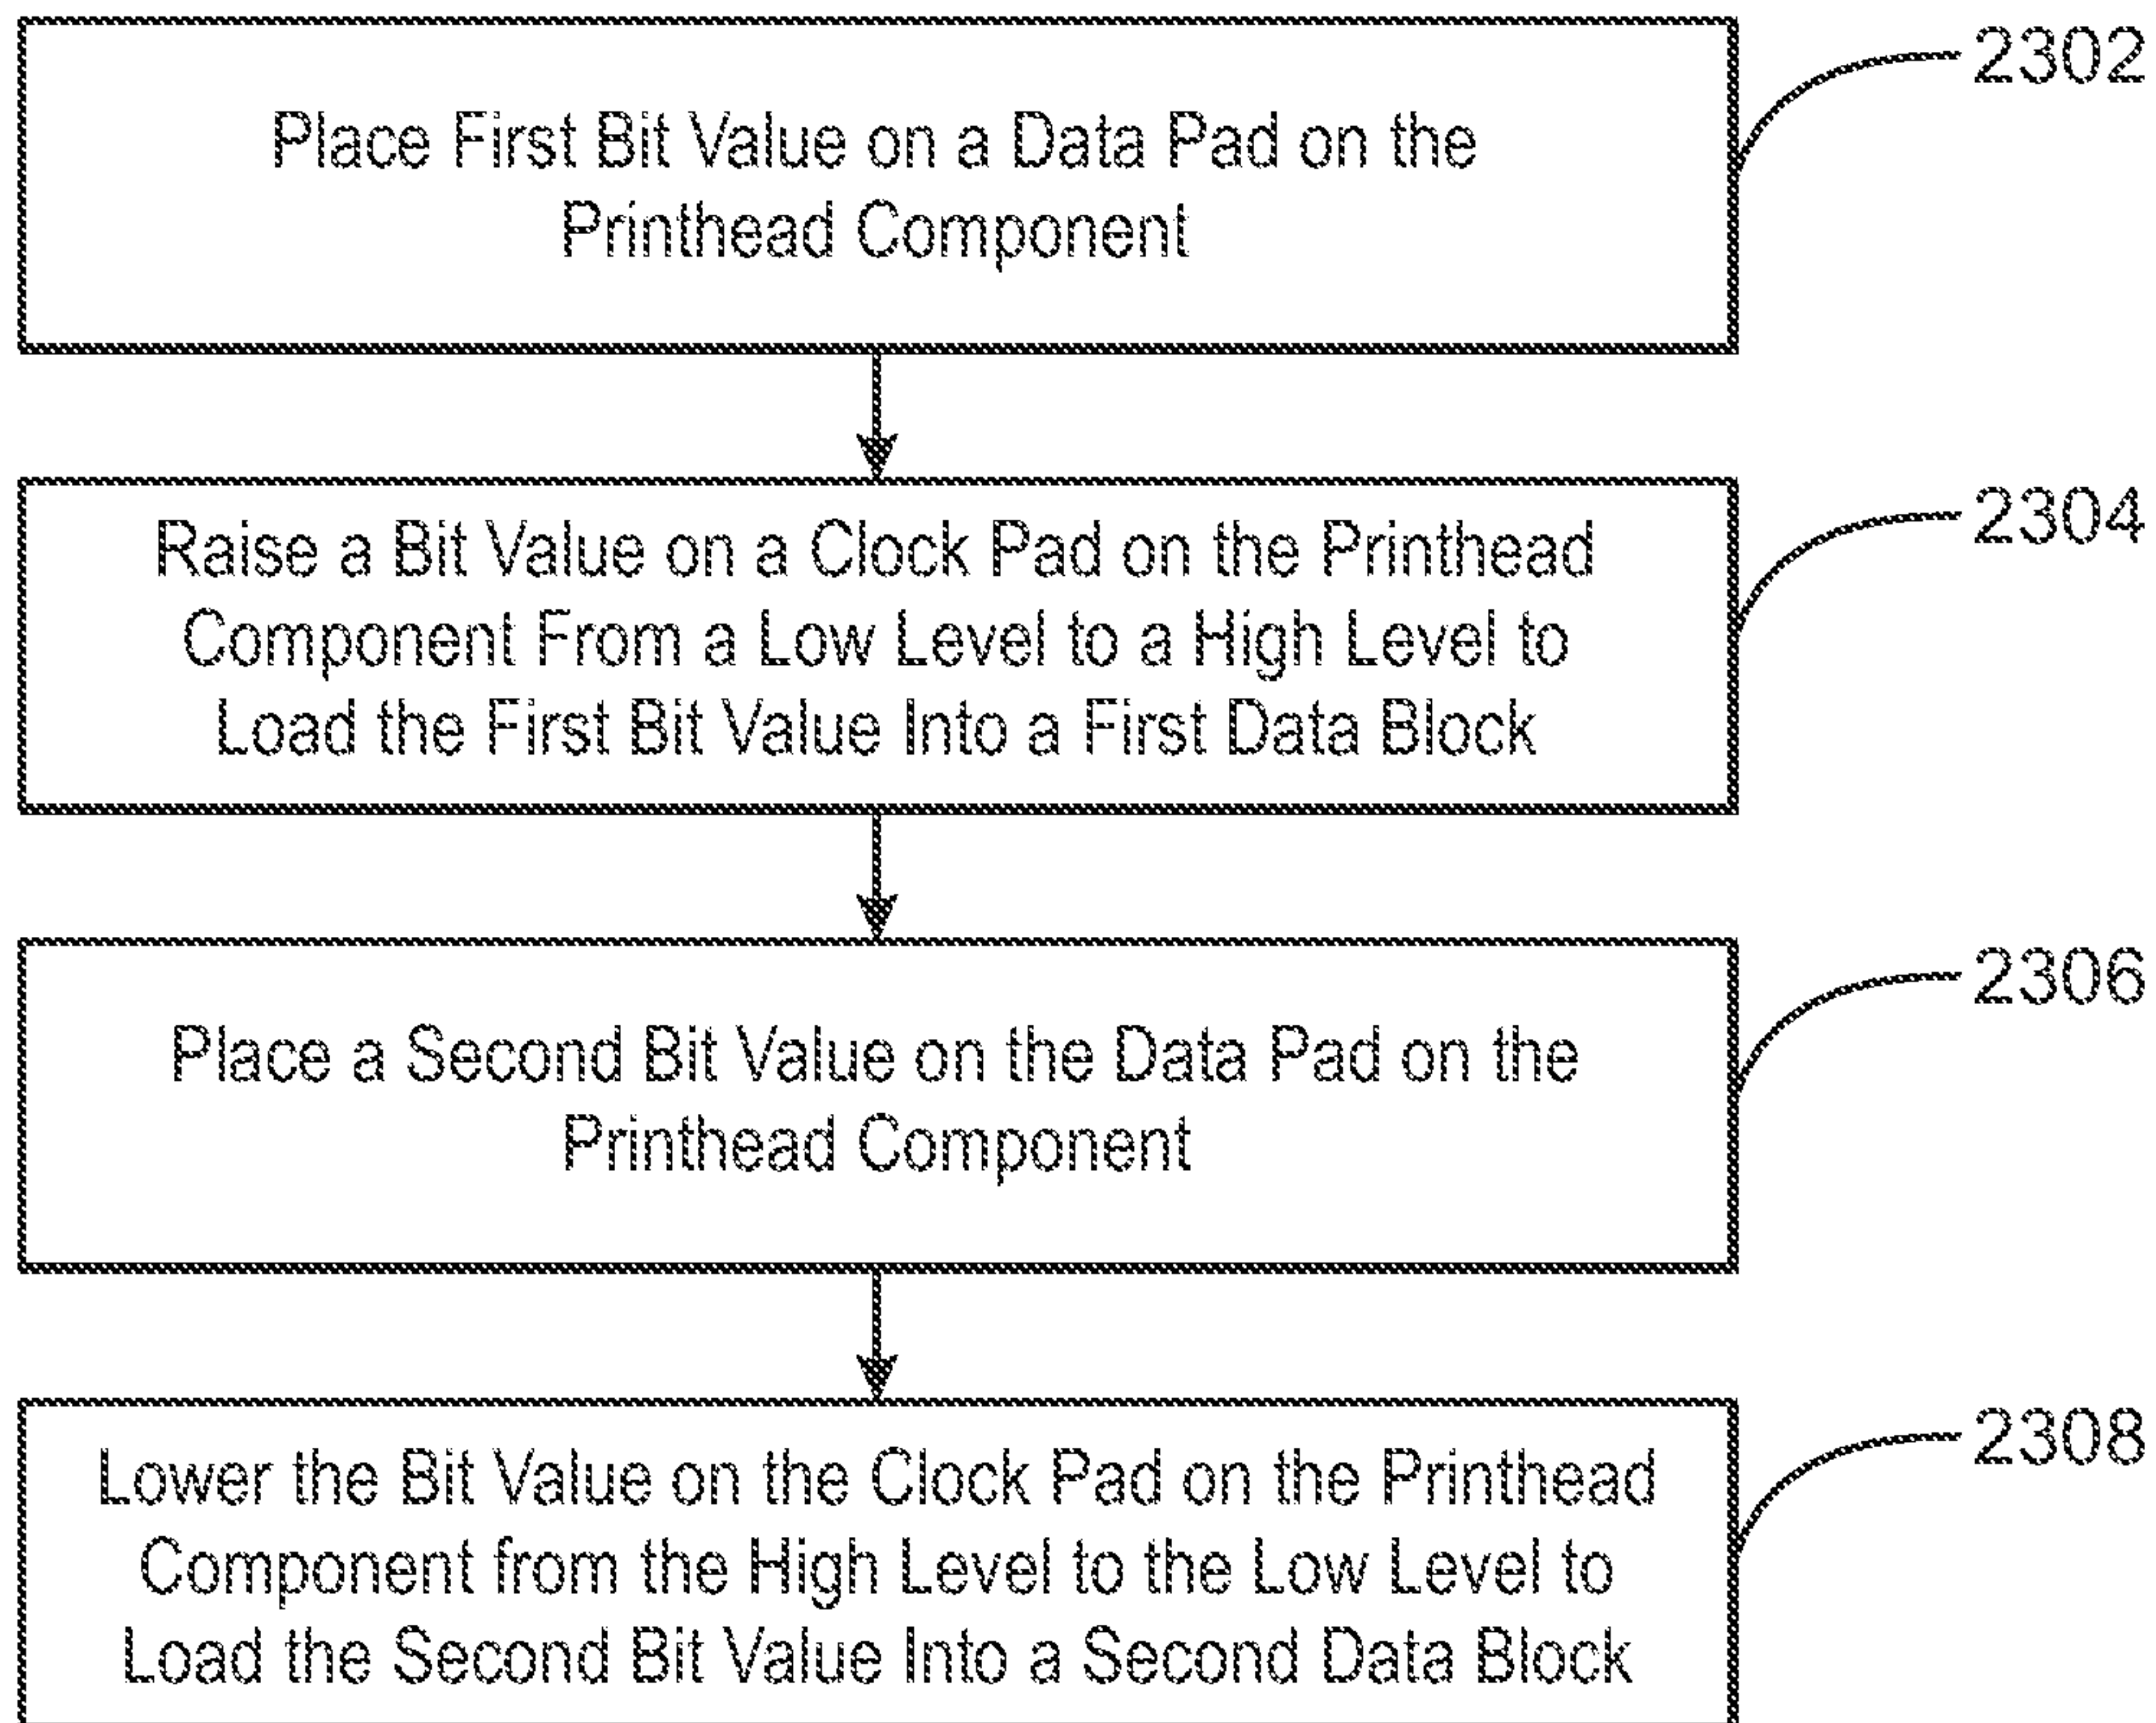 2302
Place First Bit Value on a Data Pad on the
Printhead Component
2304
Raise a Bit Value on a Clock Pad on the Printhead
Component From a Low Level to a High Level to
Load the First Bit Value Into a First Data Block
2306
Place a Second Bit Value on the Data Pad on the
Printhead Component
2308
Lower the Bit Value on the Clock Pad on the Printhead
Component from the High Level to the Low Level to
Load the Second Bit Value Into a Second Data Block